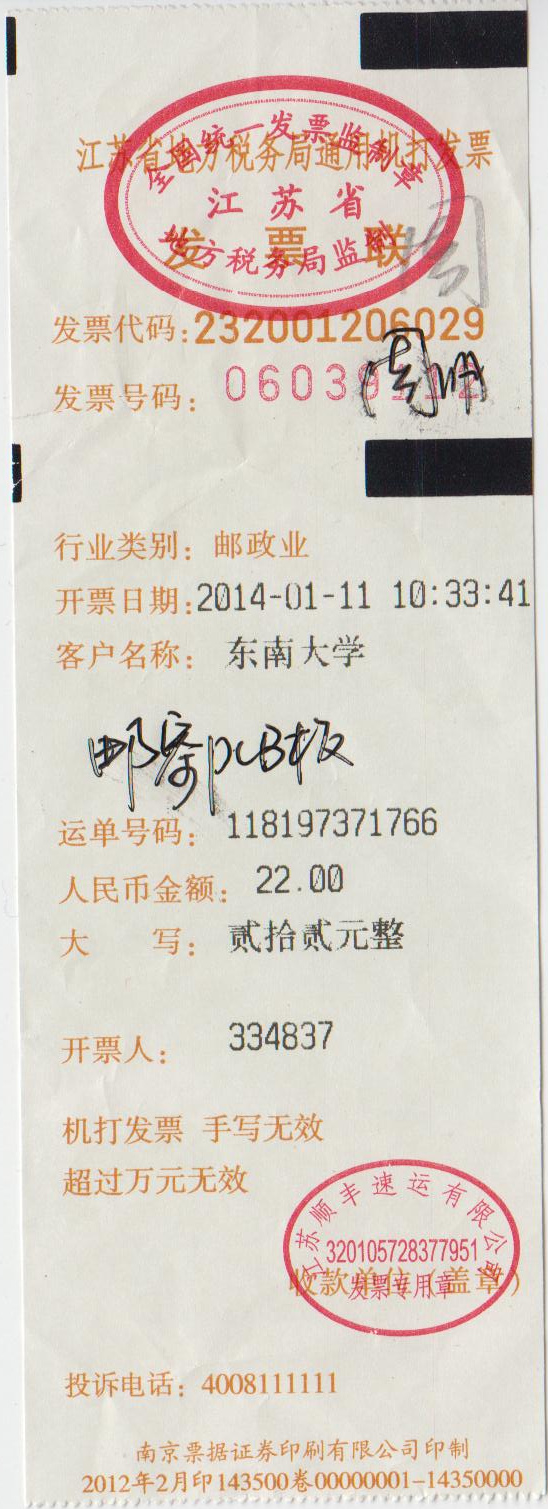 江苏省地方税务局通用机打发票
全国统一发票监制章
江苏省
地方税务局监制
发票联
周
发票代码:232001206029
发票号码: 06039112
行业类别: 邮政业
开票日期:2014-01-11 10:33:41
客户名称: 东南大学
邮寄PCB板
运单号码: 118197371766
人民币金额: 22.00
大 写: 贰拾贰元整
开票人: 334837
机打发票 手写无效
超过万元无效
江苏顺丰速运有限公司
320105728377951
发票专用章
收款单位(盖章)
投诉电话: 4008111111
南京票据证券印刷有限公司印制
2012年2月印143500卷00000001-14350000